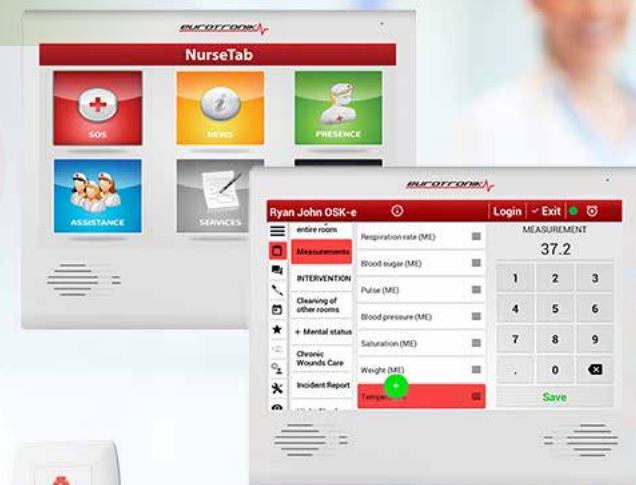 eurotronik
NurseTab
SOS
NEWS
PRESENCE
ASSISTANCE
SERVICES
eurotronik
Ryan John OSK-e
Login
Exit
entire room
Measurements
INTERVENTION
Cleaning of
other rooms
+ Mental status
Chronic
Wounds Care
Incident Report
Respiration rate (ME)
Blood sugar (ME)
Pulse (ME)
Blood pressure (ME)
Saturation (ME)
Weight (ME)
MEASUREMENT
37.2
1 2 3
4 5 6
7 8 9
. 0
Save